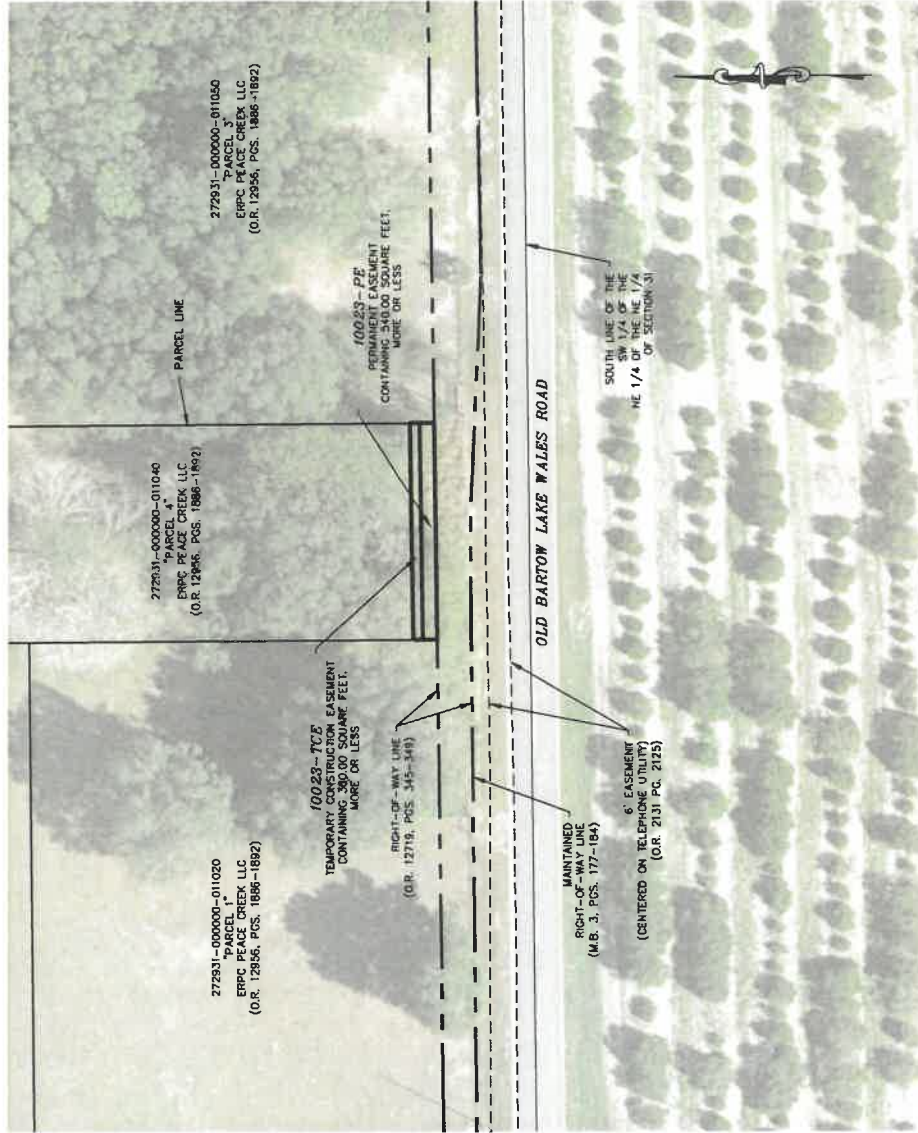 272931-000000-011050
"PARCEL 3"
ERPC PEACE CREEK LLC
(O.R. 12956, PGS. 1886-1892)
PARCEL LINE
272931-000000-011040
"PARCEL 4"
ERPC PEACE CREEK LLC
(O.R. 12956, PGS. 1886-1892)
10023-PE
PERMANENT EASEMENT
CONTAINING 540.00 SQUARE FEET,
MORE OR LESS
272931-000000-011020
"PARCEL 1"
ERPC PEACE CREEK LLC
(O.R. 12956, PGS. 1886-1892)
10023-TCE
TEMPORARY CONSTRUCTION EASEMENT
CONTAINING 360.00 SQUARE FEET,
MORE OR LESS
RIGHT-OF-WAY LINE
(O.R. 12719, PGS. 345-349)
OLD BARTOW LAKE WALES ROAD
MAINTAINED
RIGHT-OF-WAY LINE
(M.B. 3, PGS. 177-184)
6' EASEMENT
(CENTERED ON TELEPHONE UTILITY)
(O.R. 2131 PG. 2125)
SOUTH LINE OF THE
SW 1/4 OF THE
NE 1/4 OF THE NE 1/4
OF SECTION 31